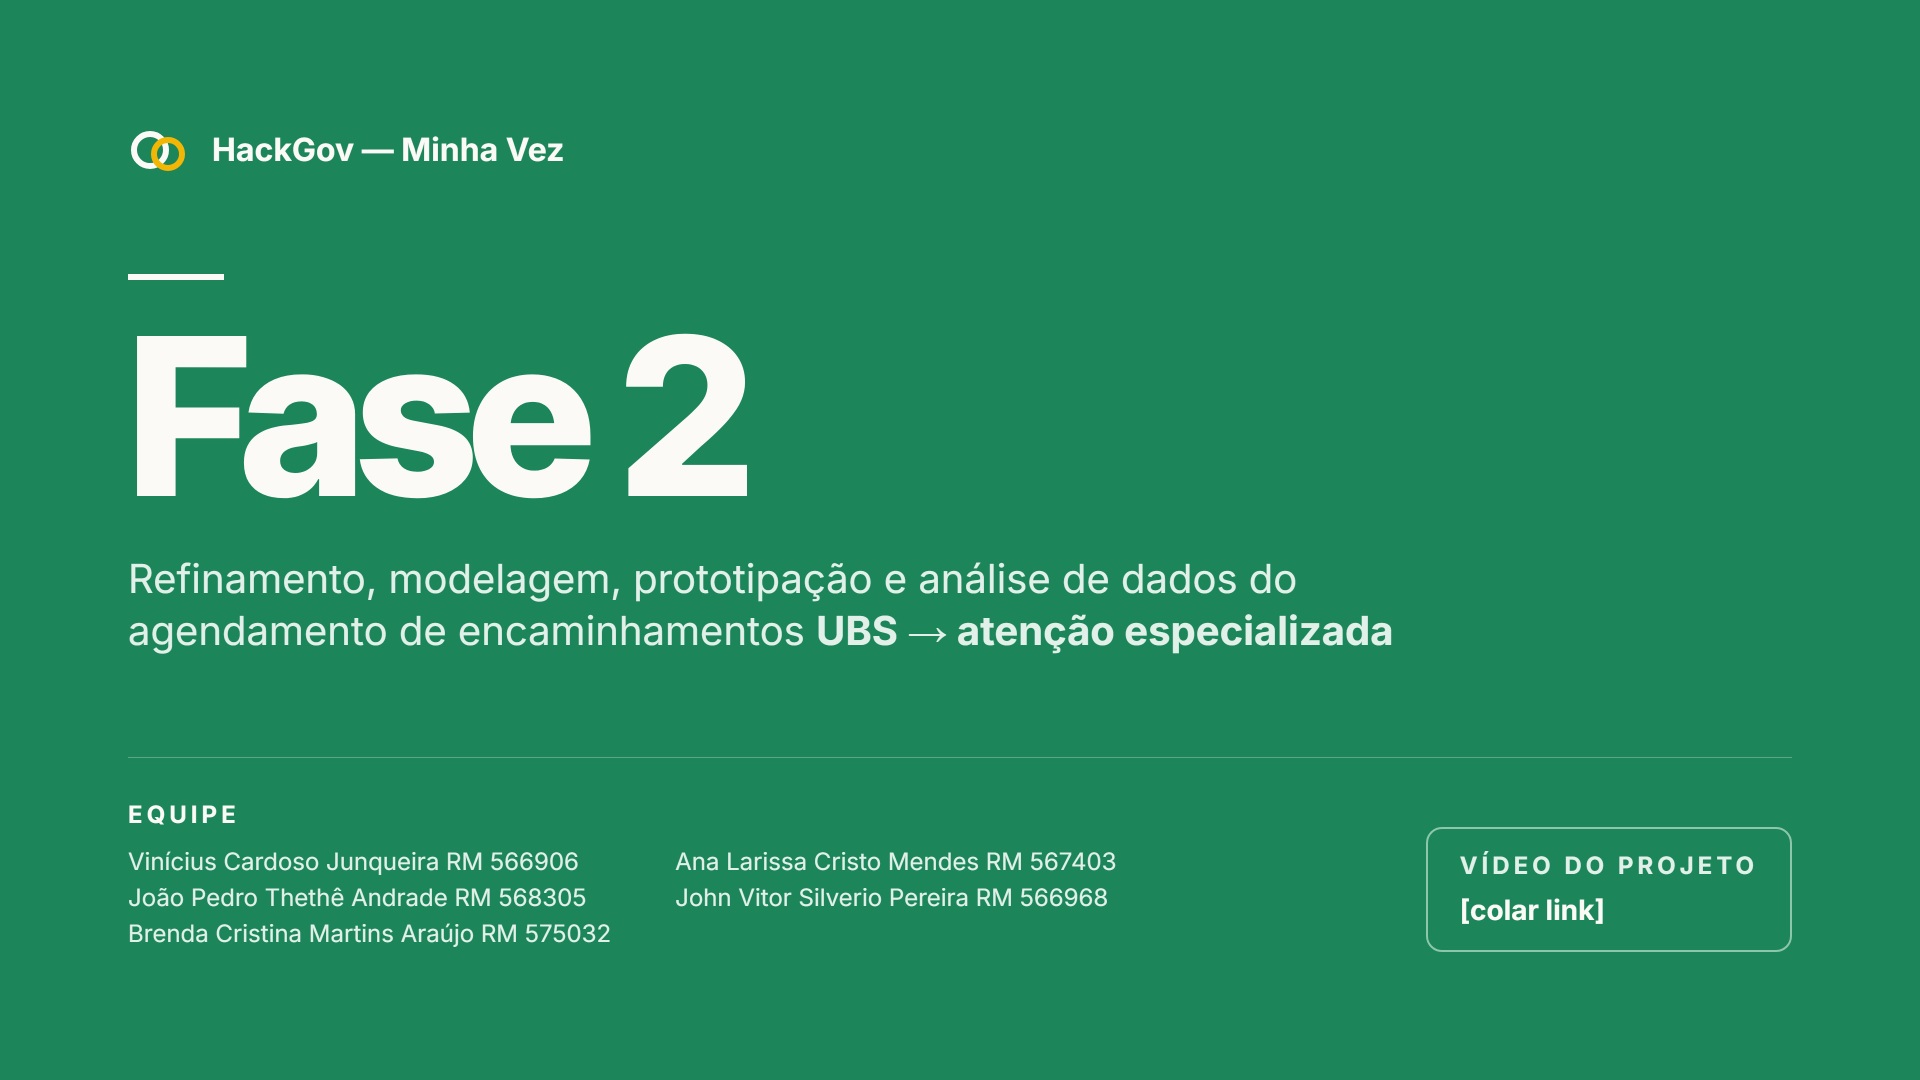 HackGov — Minha Vez
Fase 2
Refinamento, modelagem, prototipação e análise de dados do
agendamento de encaminhamentos UBS → atenção especializada
EQUIPE
Vinícius Cardoso Junqueira RM 566906
João Pedro Thethê Andrade RM 568305
Brenda Cristina Martins Araújo RM 575032
Ana Larissa Cristo Mendes RM 567403
John Vitor Silverio Pereira RM 566968
VÍDEO DO PROJETO
[colar link]